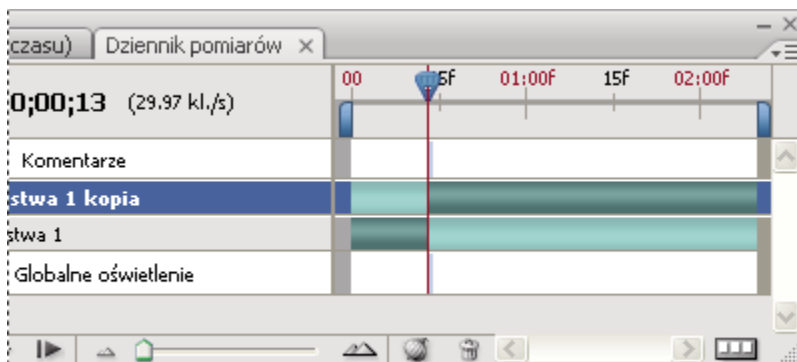 czasu) Dziennik pomiarów ×
0;00;13 (29.97 kl./s)
00 5f 01:00f 15f 02:00f
Komentarze
stwa 1 kopia
stwa 1
Globalne oświetlenie